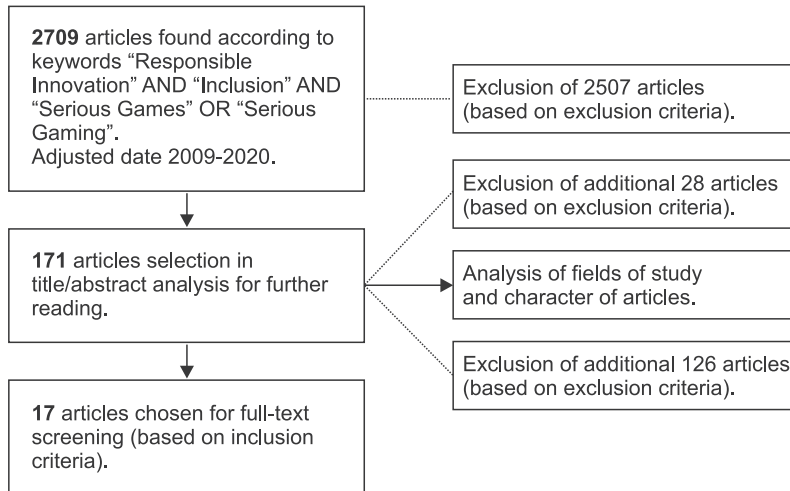 2709 articles found according to
keywords “Responsible
Innovation” AND “Inclusion” AND
“Serious Games” OR “Serious
Gaming”.
Adjusted date 2009-2020.
Exclusion of 2507 articles
(based on exclusion criteria).
Exclusion of additional 28 articles
(based on exclusion criteria).
171 articles selection in
title/abstract analysis for further
reading.
Analysis of fields of study
and character of articles.
Exclusion of additional 126 articles
(based on exclusion criteria).
17 articles chosen for full-text
screening (based on inclusion
criteria).